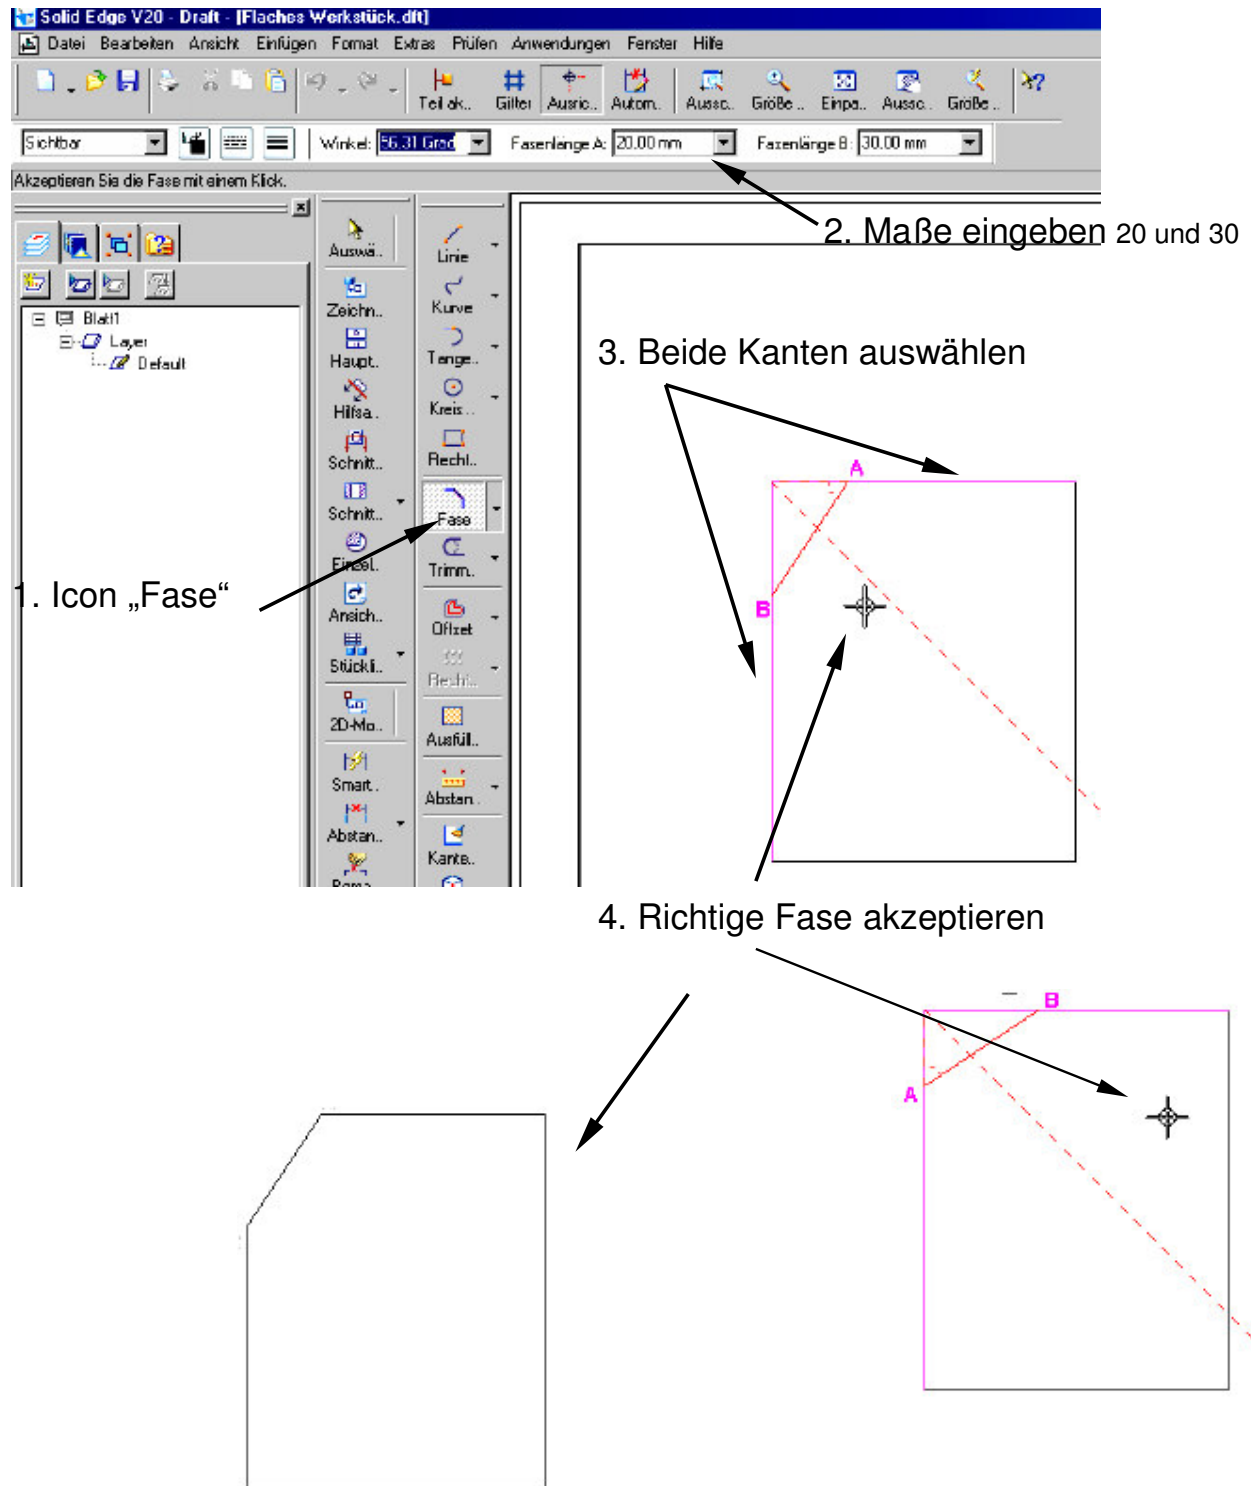 Solid Edge V20 - Draft - [Flaches Werkstück.dft]
Datei Bearbeiten Ansicht Einfügen Format Extras Prüfen Anwendungen Fenster Hilfe
Teil ak.. Gitter Ausric.. Autom.. Aussc.. Größe .. Einpa.. Aussc.. Größe ..
Sichtbar Winkel: 56.31 Grad Fasenlänge A: 20.00 mm Fasenlänge B: 30.00 mm
Akzeptieren Sie die Fase mit einem Klick.
2. Maße eingeben 20 und 30
Auswä.. Linie
Blatt1
Layer
Default
Zeichn.. Kurve
Haupt.. Tange..
Hilfsa.. Kreis ..
Schnitt.. Recht..
Schnitt.. Fase
Einzel.. Trimm..
Ansich.. Offset
Stückli.. Recht..
2D-Mo.. Ausfüll..
Smart.. Abstan..
Abstan.. Kante..
3. Beide Kanten auswählen
A
B
1. Icon „Fase“
4. Richtige Fase akzeptieren
B
A